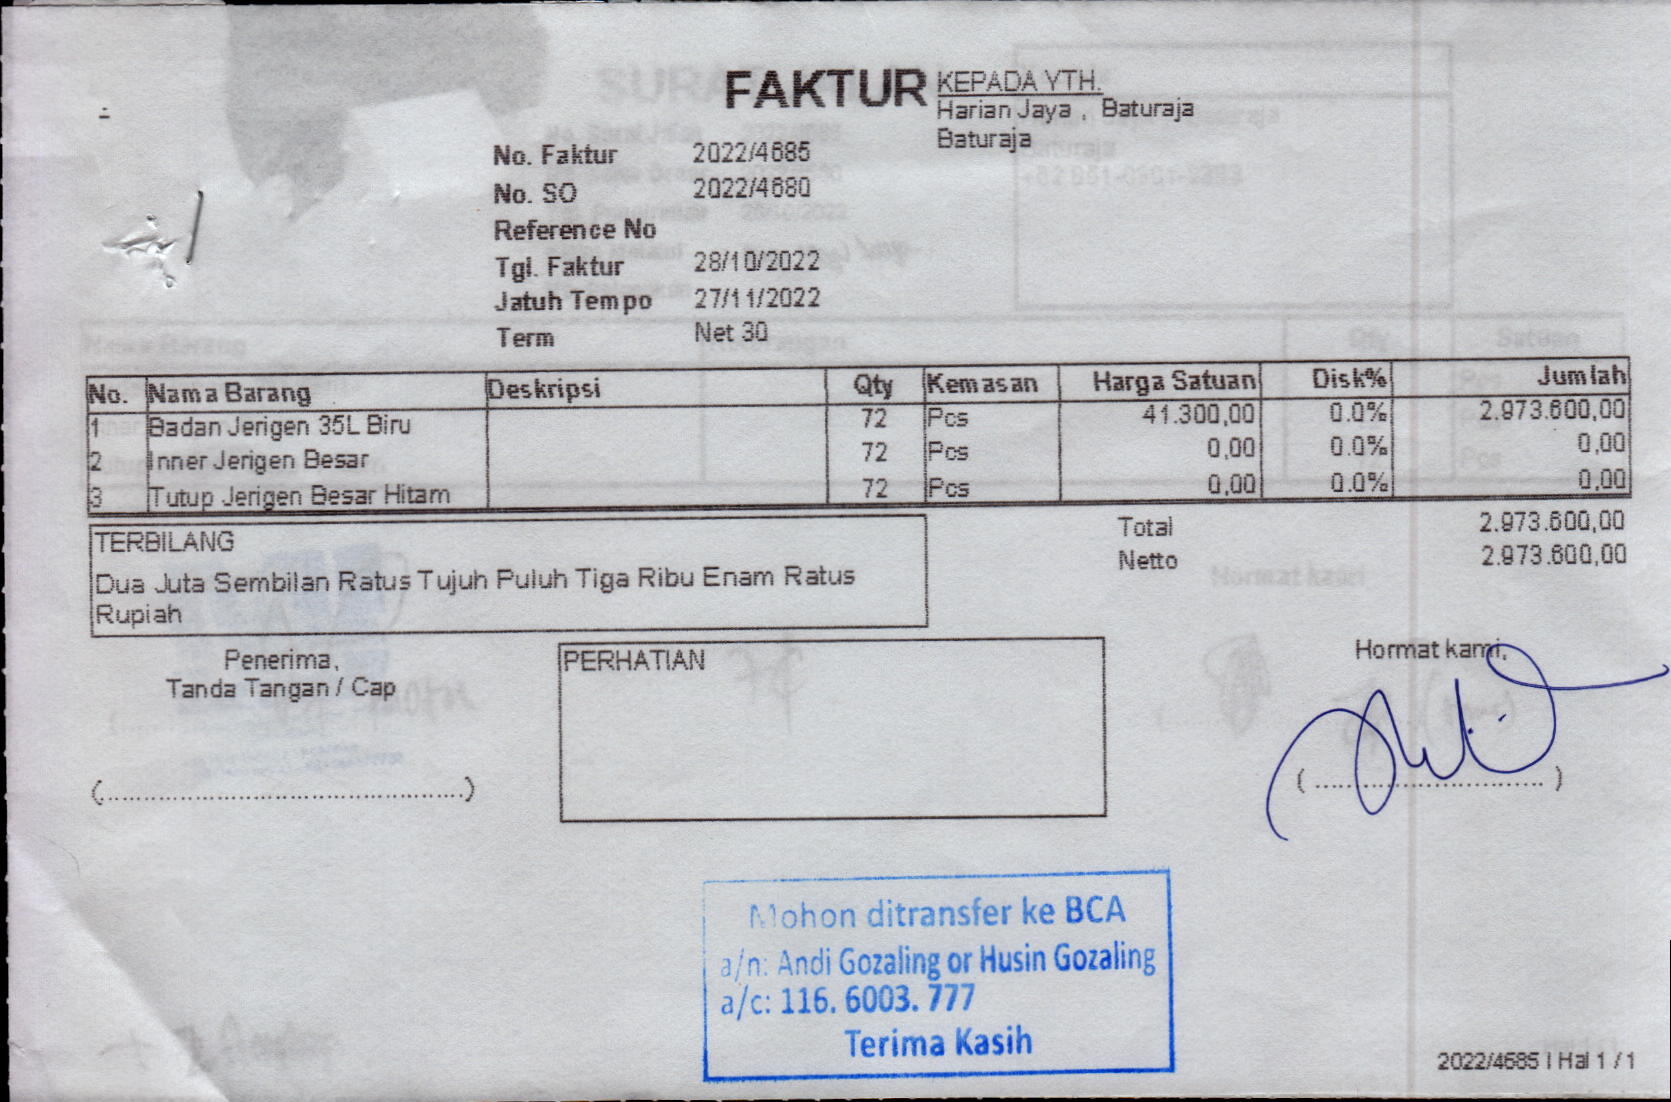 FAKTUR
KEPADA YTH.
Harian Jaya , Baturaja
Baturaja
No. Faktur 2022/4685
No. SO 2022/4680
Reference No
Tgl. Faktur 28/10/2022
Jatuh Tempo 27/11/2022
Term Net 30
No. Nama Barang Deskripsi Qty Kemasan Harga Satuan Disk% Jumlah
1 Badan Jerigen 35L Biru 72 Pcs 41.300,00 0.0% 2.973.600,00
2 Inner Jerigen Besar 72 Pcs 0,00 0.0% 0,00
3 Tutup Jerigen Besar Hitam 72 Pcs 0,00 0.0% 0,00
Total 2.973.600,00
Netto 2.973.600,00
TERBILANG
Dua Juta Sembilan Ratus Tujuh Puluh Tiga Ribu Enam Ratus
Rupiah
Penerima,
Tanda Tangan / Cap
(................................................)
PERHATIAN
Hormat kami,
(..............................)
Mohon ditransfer ke BCA
a/n: Andi Gozaling or Husin Gozaling
a/c: 116. 6003. 777
Terima Kasih
2022/4685 | Hal 1 / 1